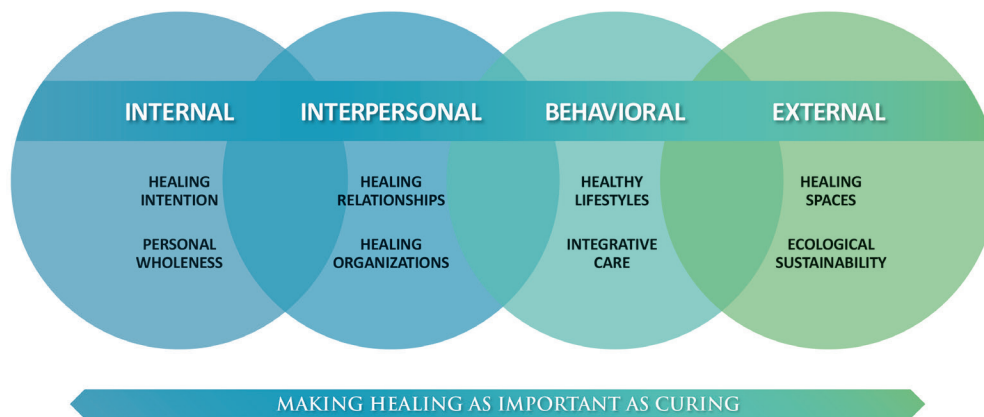 INTERNAL INTERPERSONAL BEHAVIORAL EXTERNAL
HEALING
INTENTION
PERSONAL
WHOLENESS
HEALING
RELATIONSHIPS
HEALING
ORGANIZATIONS
HEALTHY
LIFESTYLES
INTEGRATIVE
CARE
HEALING
SPACES
ECOLOGICAL
SUSTAINABILITY
MAKING HEALING AS IMPORTANT AS CURING